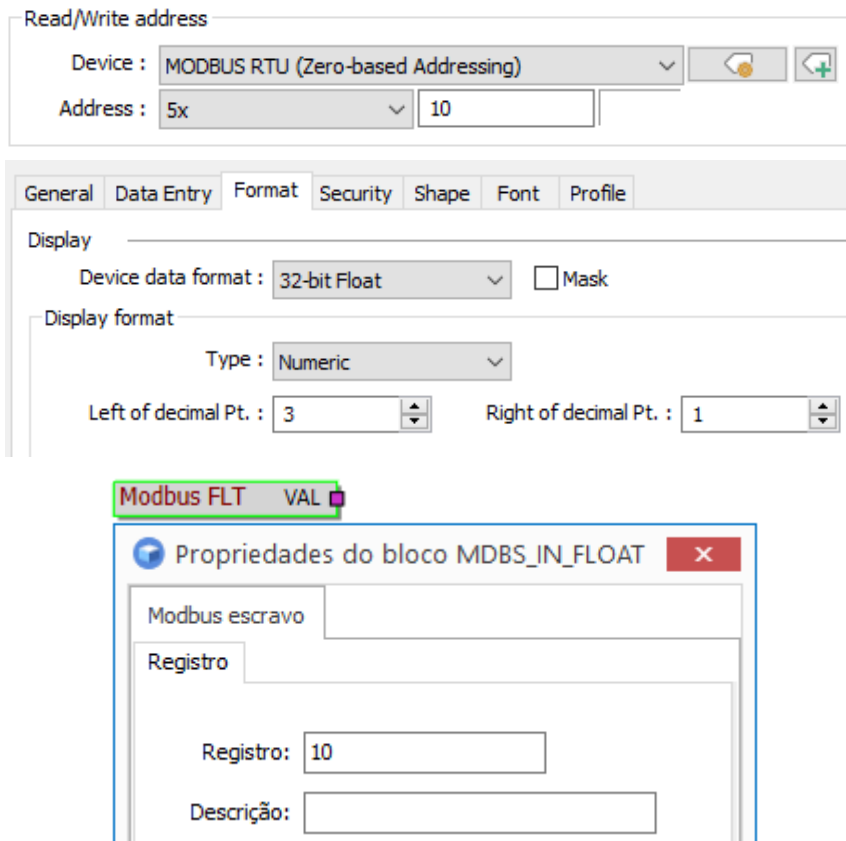 Read/Write address
Device : MODBUS RTU (Zero-based Addressing)
Address : 5x 10
General Data Entry Format Security Shape Font Profile
Display
Device data format : 32-bit Float Mask
Display format
Type : Numeric
Left of decimal Pt. : 3 Right of decimal Pt. : 1
Modbus FLT VAL
Propriedades do bloco MDBS_IN_FLOAT
Modbus escravo
Registro
Registro: 10
Descrição: